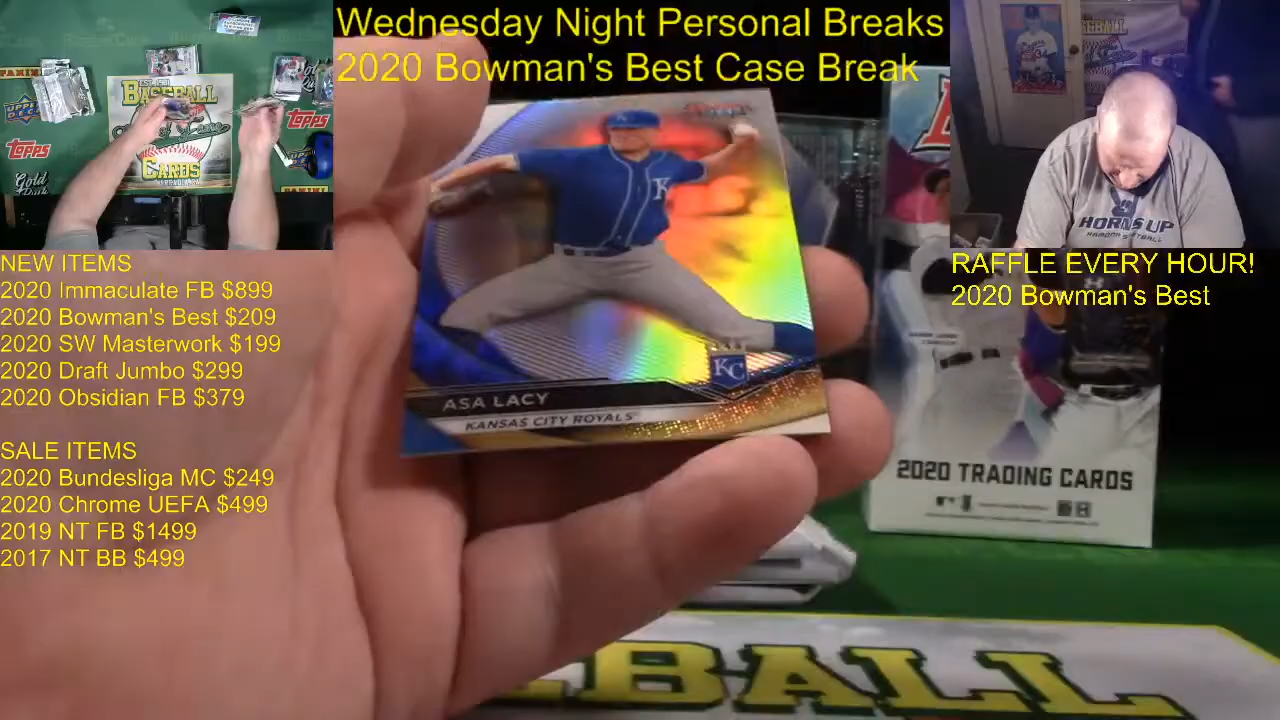 Wednesday Night Personal Breaks
2020 Bowman's Best Case Break
NEW ITEMS
2020 Immaculate FB $899
2020 Bowman's Best $209
2020 SW Masterwork $199
2020 Draft Jumbo $299
2020 Obsidian FB $379
SALE ITEMS
2020 Bundesliga MC $249
2020 Chrome UEFA $499
2019 NT FB $1499
2017 NT BB $499
RAFFLE EVERY HOUR!
2020 Bowman's Best
PANINI
UPPER DECK
topps
Gold
BASEBALL
CARDS
topps
PANINI
HORNS UP
K
KC
ASA LACY
KANSAS CITY ROYALS
2020 TRADING CARDS
BALL